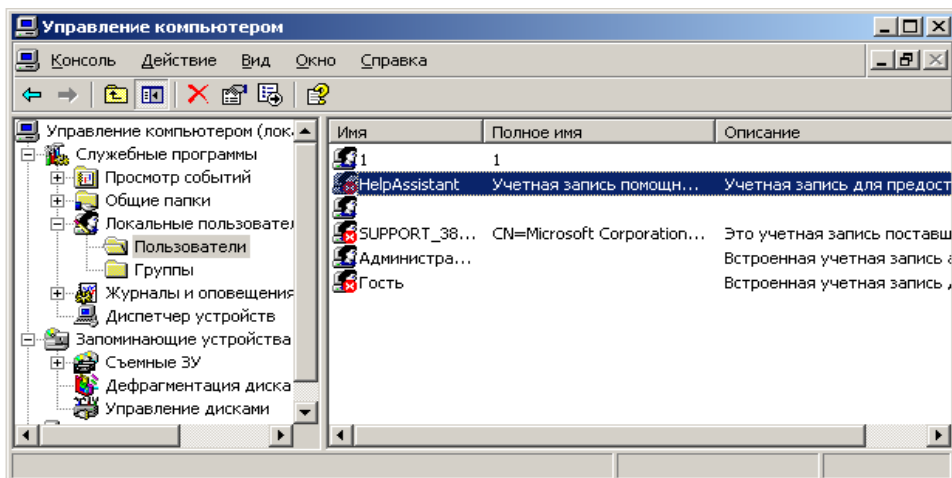 Управление компьютером
Консоль Действие Вид Окно Справка
Управление компьютером (лок
Служебные программы
Просмотр событий
Общие папки
Локальные пользовател
Пользователи
Группы
Журналы и оповещения
Диспетчер устройств
Запоминающие устройства
Съемные ЗУ
Дефрагментация диска
Управление дисками
Имя Полное имя Описание
1 1
HelpAssistant Учетная запись помощн... Учетная запись для предост
SUPPORT_38... CN=Microsoft Corporation... Это учетная запись поставщ
Администра... Встроенная учетная запись а
Гость Встроенная учетная запись д